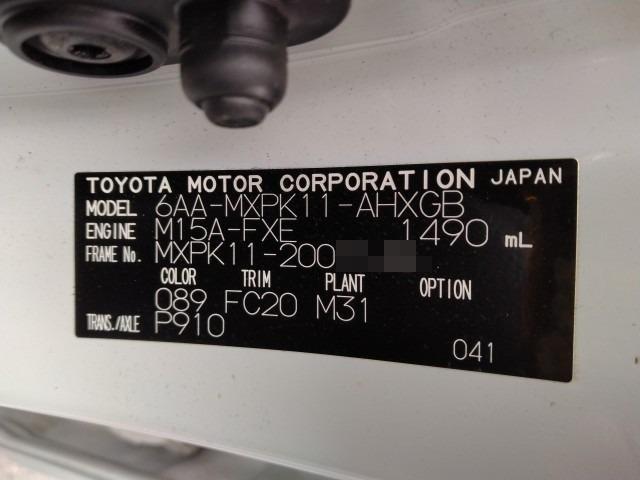 TOYOTA MOTOR CORPORATION JAPAN
MODEL 6AA-MXPK11-AHXGB
ENGINE M15A-FXE 1490 mL
FRAME No. MXPK11-200
COLOR TRIM PLANT OPTION
089 FC20 M31
TRANS./AXLE P910
041